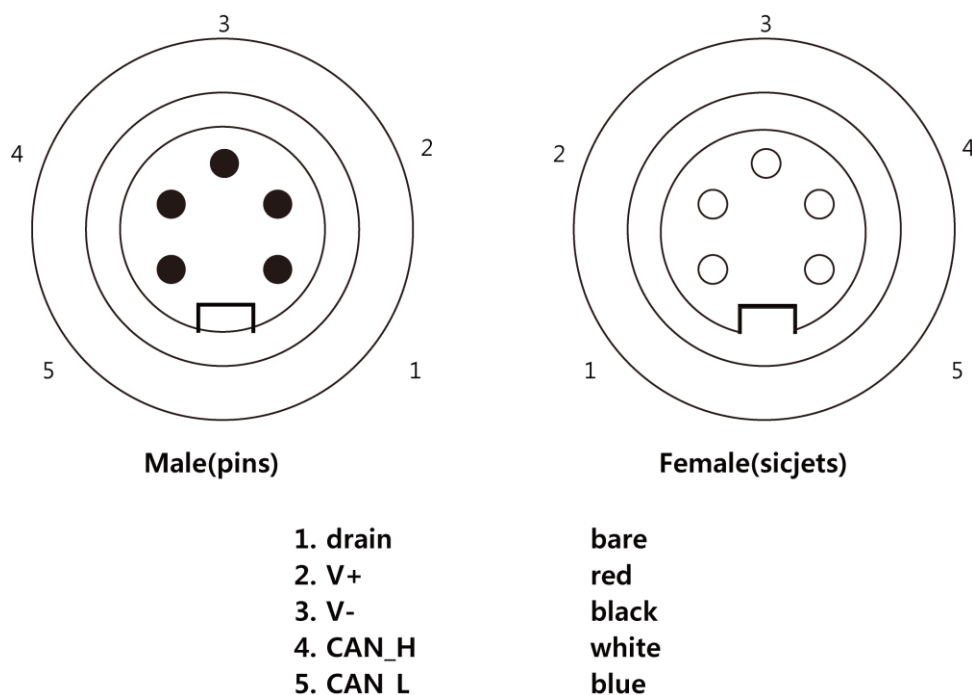 3 3
4 2 2 4
5 1 1 5
Male(pins) Female(sicjets)
1. drain bare
2. V+ red
3. V- black
4. CAN_H white
5. CAN L blue